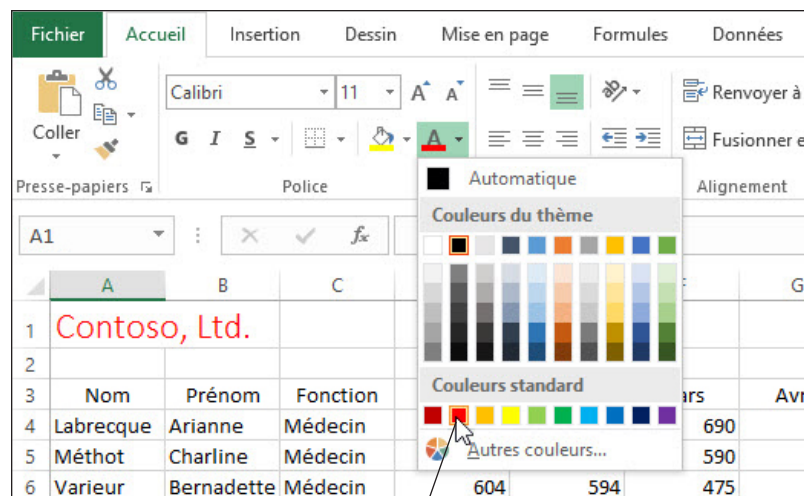 Fichier Accueil Insertion Dessin Mise en page Formules Données
Calibri 11 A A Renvoyer à
Coller G I S A Fusionner e
Presse-papiers Police Alignement
Automatique
Couleurs du thème
A1 fx
A B C G
1 Contoso, Ltd.
2
Couleurs standard
3 Nom Prénom Fonction ars Avr
4 Labrecque Arianne Médecin 690
Autres couleurs...
5 Méthot Charline Médecin 590
6 Varieur Bernadette Médecin 604 594 475